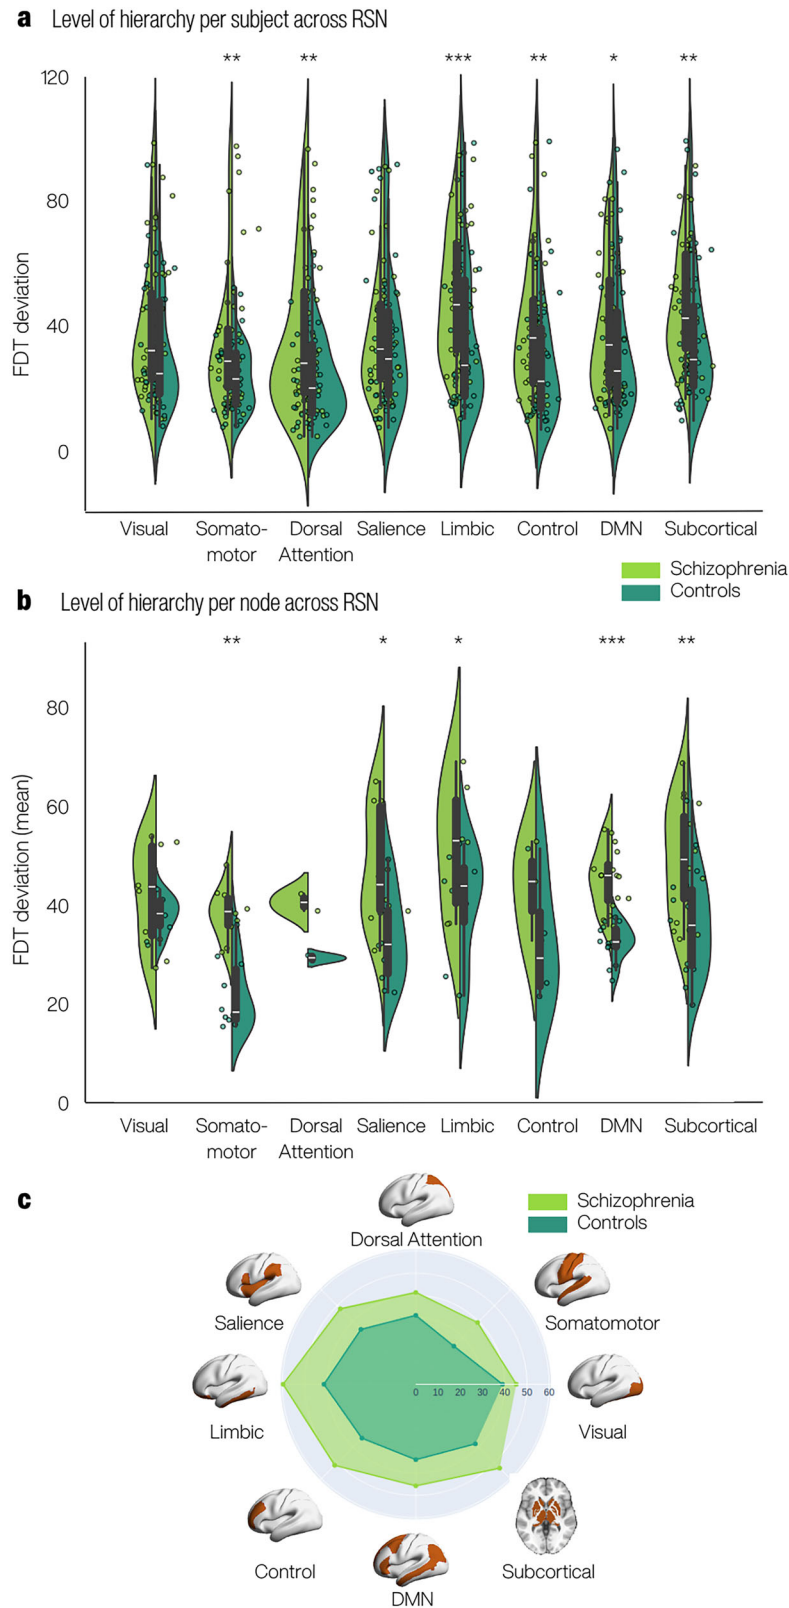 a Level of hierarchy per subject across RSN
** ** *** ** * **
120
80
40
0
FDT deviation
Visual Somato- Dorsal Salience Limbic Control DMN Subcortical
motor Attention
Schizophrenia
Controls
b Level of hierarchy per node across RSN
** * * *** **
80
60
40
20
0
FDT deviation (mean)
Visual Somato- Dorsal Salience Limbic Control DMN Subcortical
motor Attention
c
Schizophrenia
Controls
Dorsal Attention
Salience Somatomotor
0 10 20 30 40 50 60
Limbic Visual
Control Subcortical
DMN